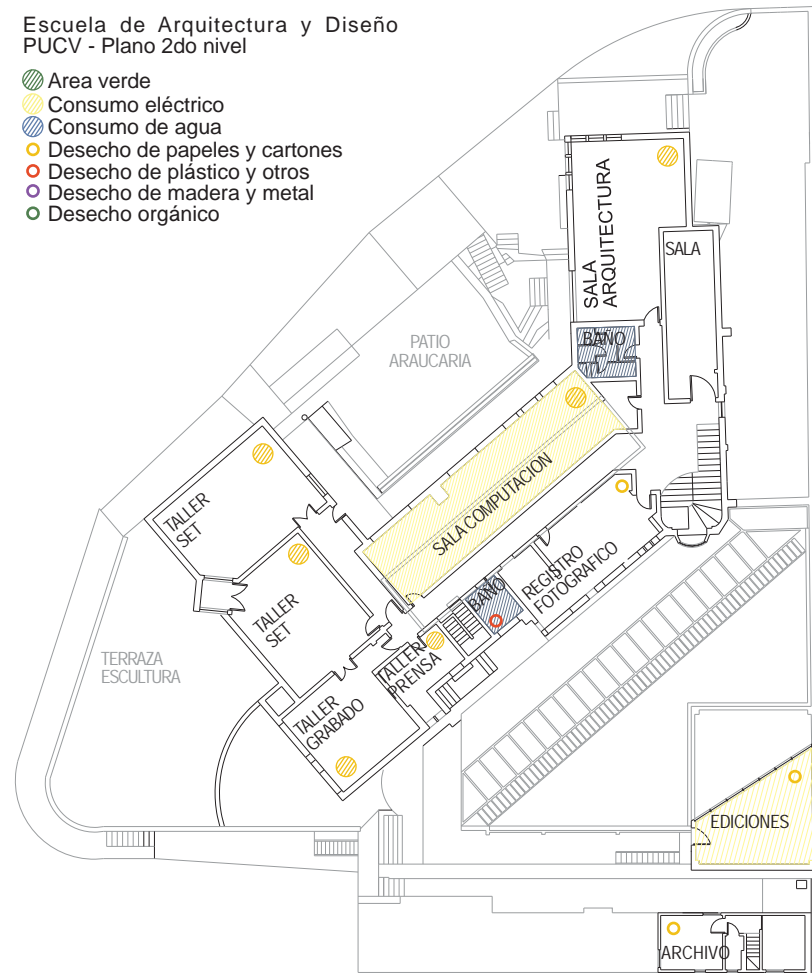 Escuela de Arquitectura y Diseño
PUCV - Plano 2do nivel
Area verde
Consumo eléctrico
Consumo de agua
Desecho de papeles y cartones
Desecho de plástico y otros
Desecho de madera y metal
Desecho orgánico
SALA
ARQUITECTURA
SALA
BAÑO
PATIO
ARAUCARIA
SALA COMPUTACION
TALLER
SET
TALLER
SET
BAÑO
REGISTRO
FOTOGRAFICO
TERRAZA
ESCULTURA
TALLER
PRENSA
TALLER
GRABADO
EDICIONES
ARCHIVO